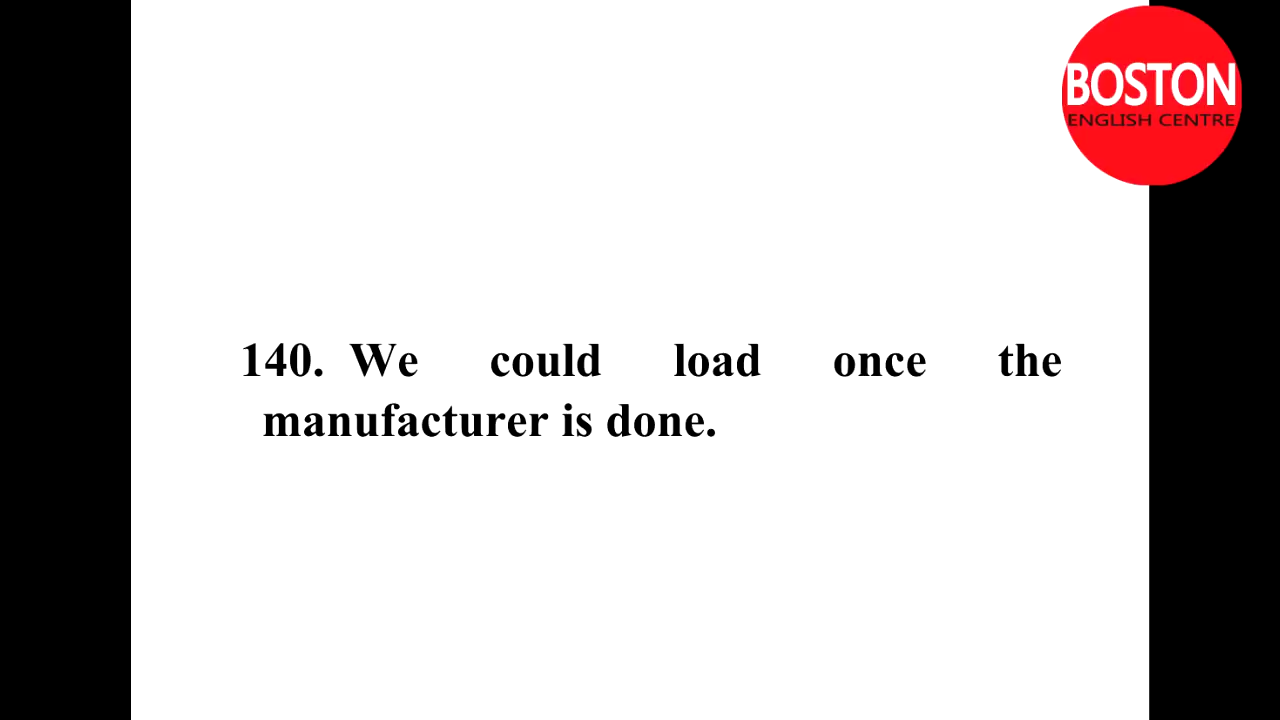 BOSTON
ENGLISH CENTRE
140. We could load once the
manufacturer is done.